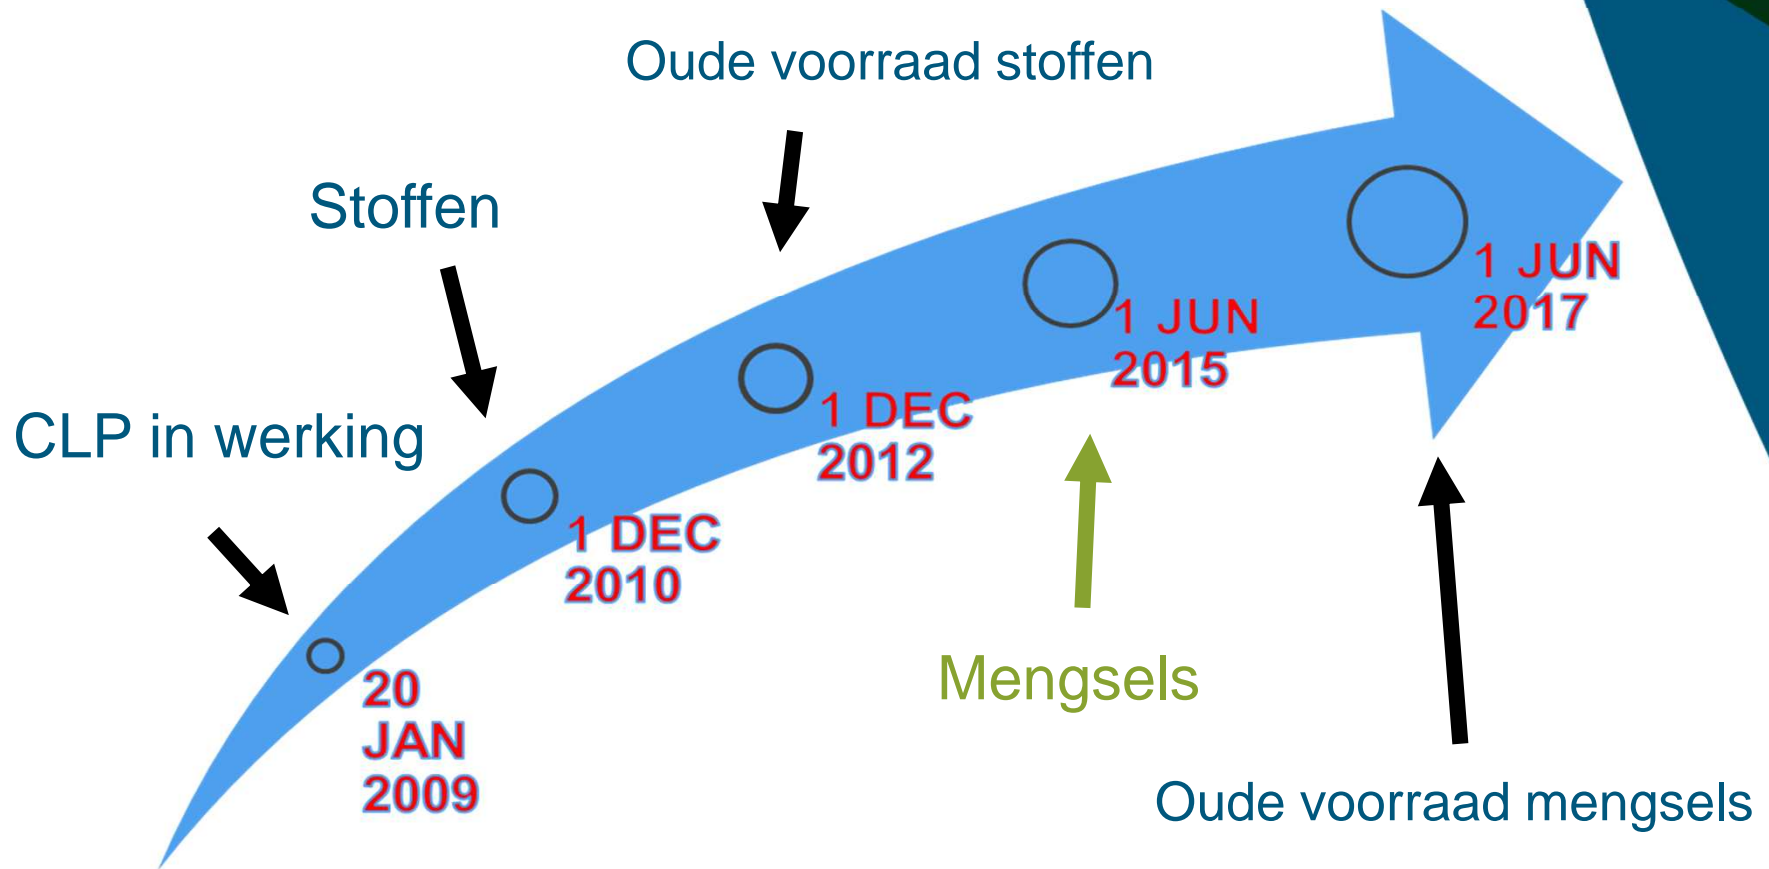 Oude voorraad stoffen
Stoffen
CLP in werking
20
JAN
2009
1 DEC
2010
1 DEC
2012
1 JUN
2015
1 JUN
2017
Mengsels
Oude voorraad mengsels